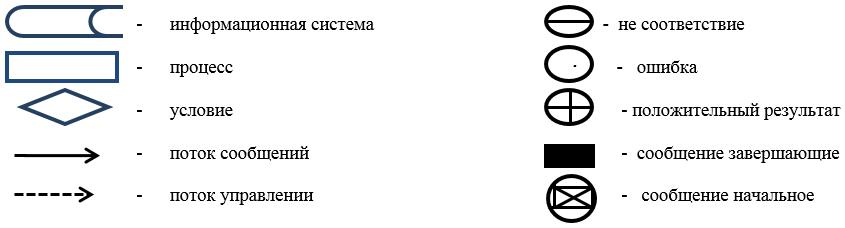 - информационная система
- процесс
- условие
- поток сообщений
- поток управлении
- не соответствие
- ошибка
- положительный результат
- сообщение завершающие
- сообщение начальное